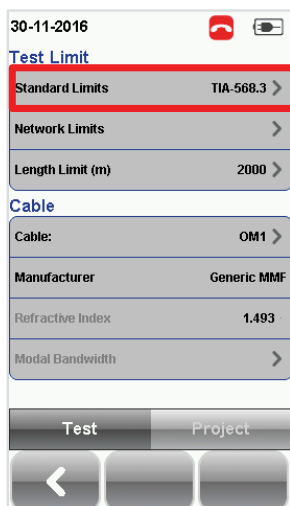 30-11-2016
Test Limit
Standard Limits TIA-568.3
Network Limits
Length Limit (m) 2000
Cable
Cable: OM1
Manufacturer Generic MMF
Refractive Index 1.493
Modal Bandwidth
Test Project